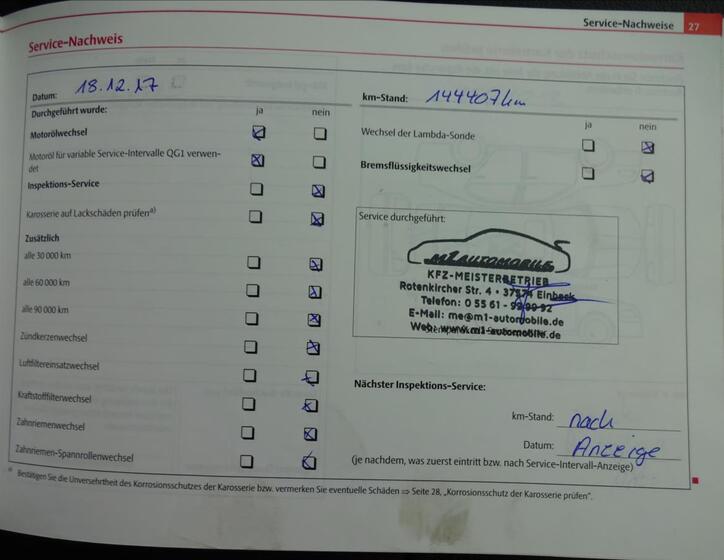 Service-Nachweise 27
Service-Nachweis
Datum: 18.12.17
km-Stand: 144407km
Durchgeführt wurde: ja nein
ja nein
Motorölwechsel
Wechsel der Lambda-Sonde
Motoröl für variable Service-Intervalle QG1 verwen-
det
Bremsflüssigkeitswechsel
Inspektions-Service
Karosserie auf Lackschäden prüfen a)
Service durchgeführt:
Zusätzlich
alle 30 000 km
alle 60 000 km
alle 90 000 km
Zündkerzenwechsel
Luftfiltereinsatzwechsel
Kraftstofffilterwechsel
Zahnriemenwechsel
Zahnriemen-Spannrollenwechsel
M1 AUTOMOBILE
KFZ-MEISTERBETRIEB
Rotenkircher Str. 4 • 37574 Einbeck
Telefon: 0 55 61 - 92
E-Mail: me@m1-automobile.de
Web: www.m1-automobile.de
Nächster Inspektions-Service:
km-Stand: nach
Datum: Anzeige
(je nachdem, was zuerst eintritt bzw. nach Service-Intervall-Anzeige)
a) Bestätigen Sie die Unversehrtheit des Korrosionsschutzes der Karosserie bzw. vermerken Sie eventuelle Schäden ⇒ Seite 28, „Korrosionsschutz der Karosserie prüfen“.